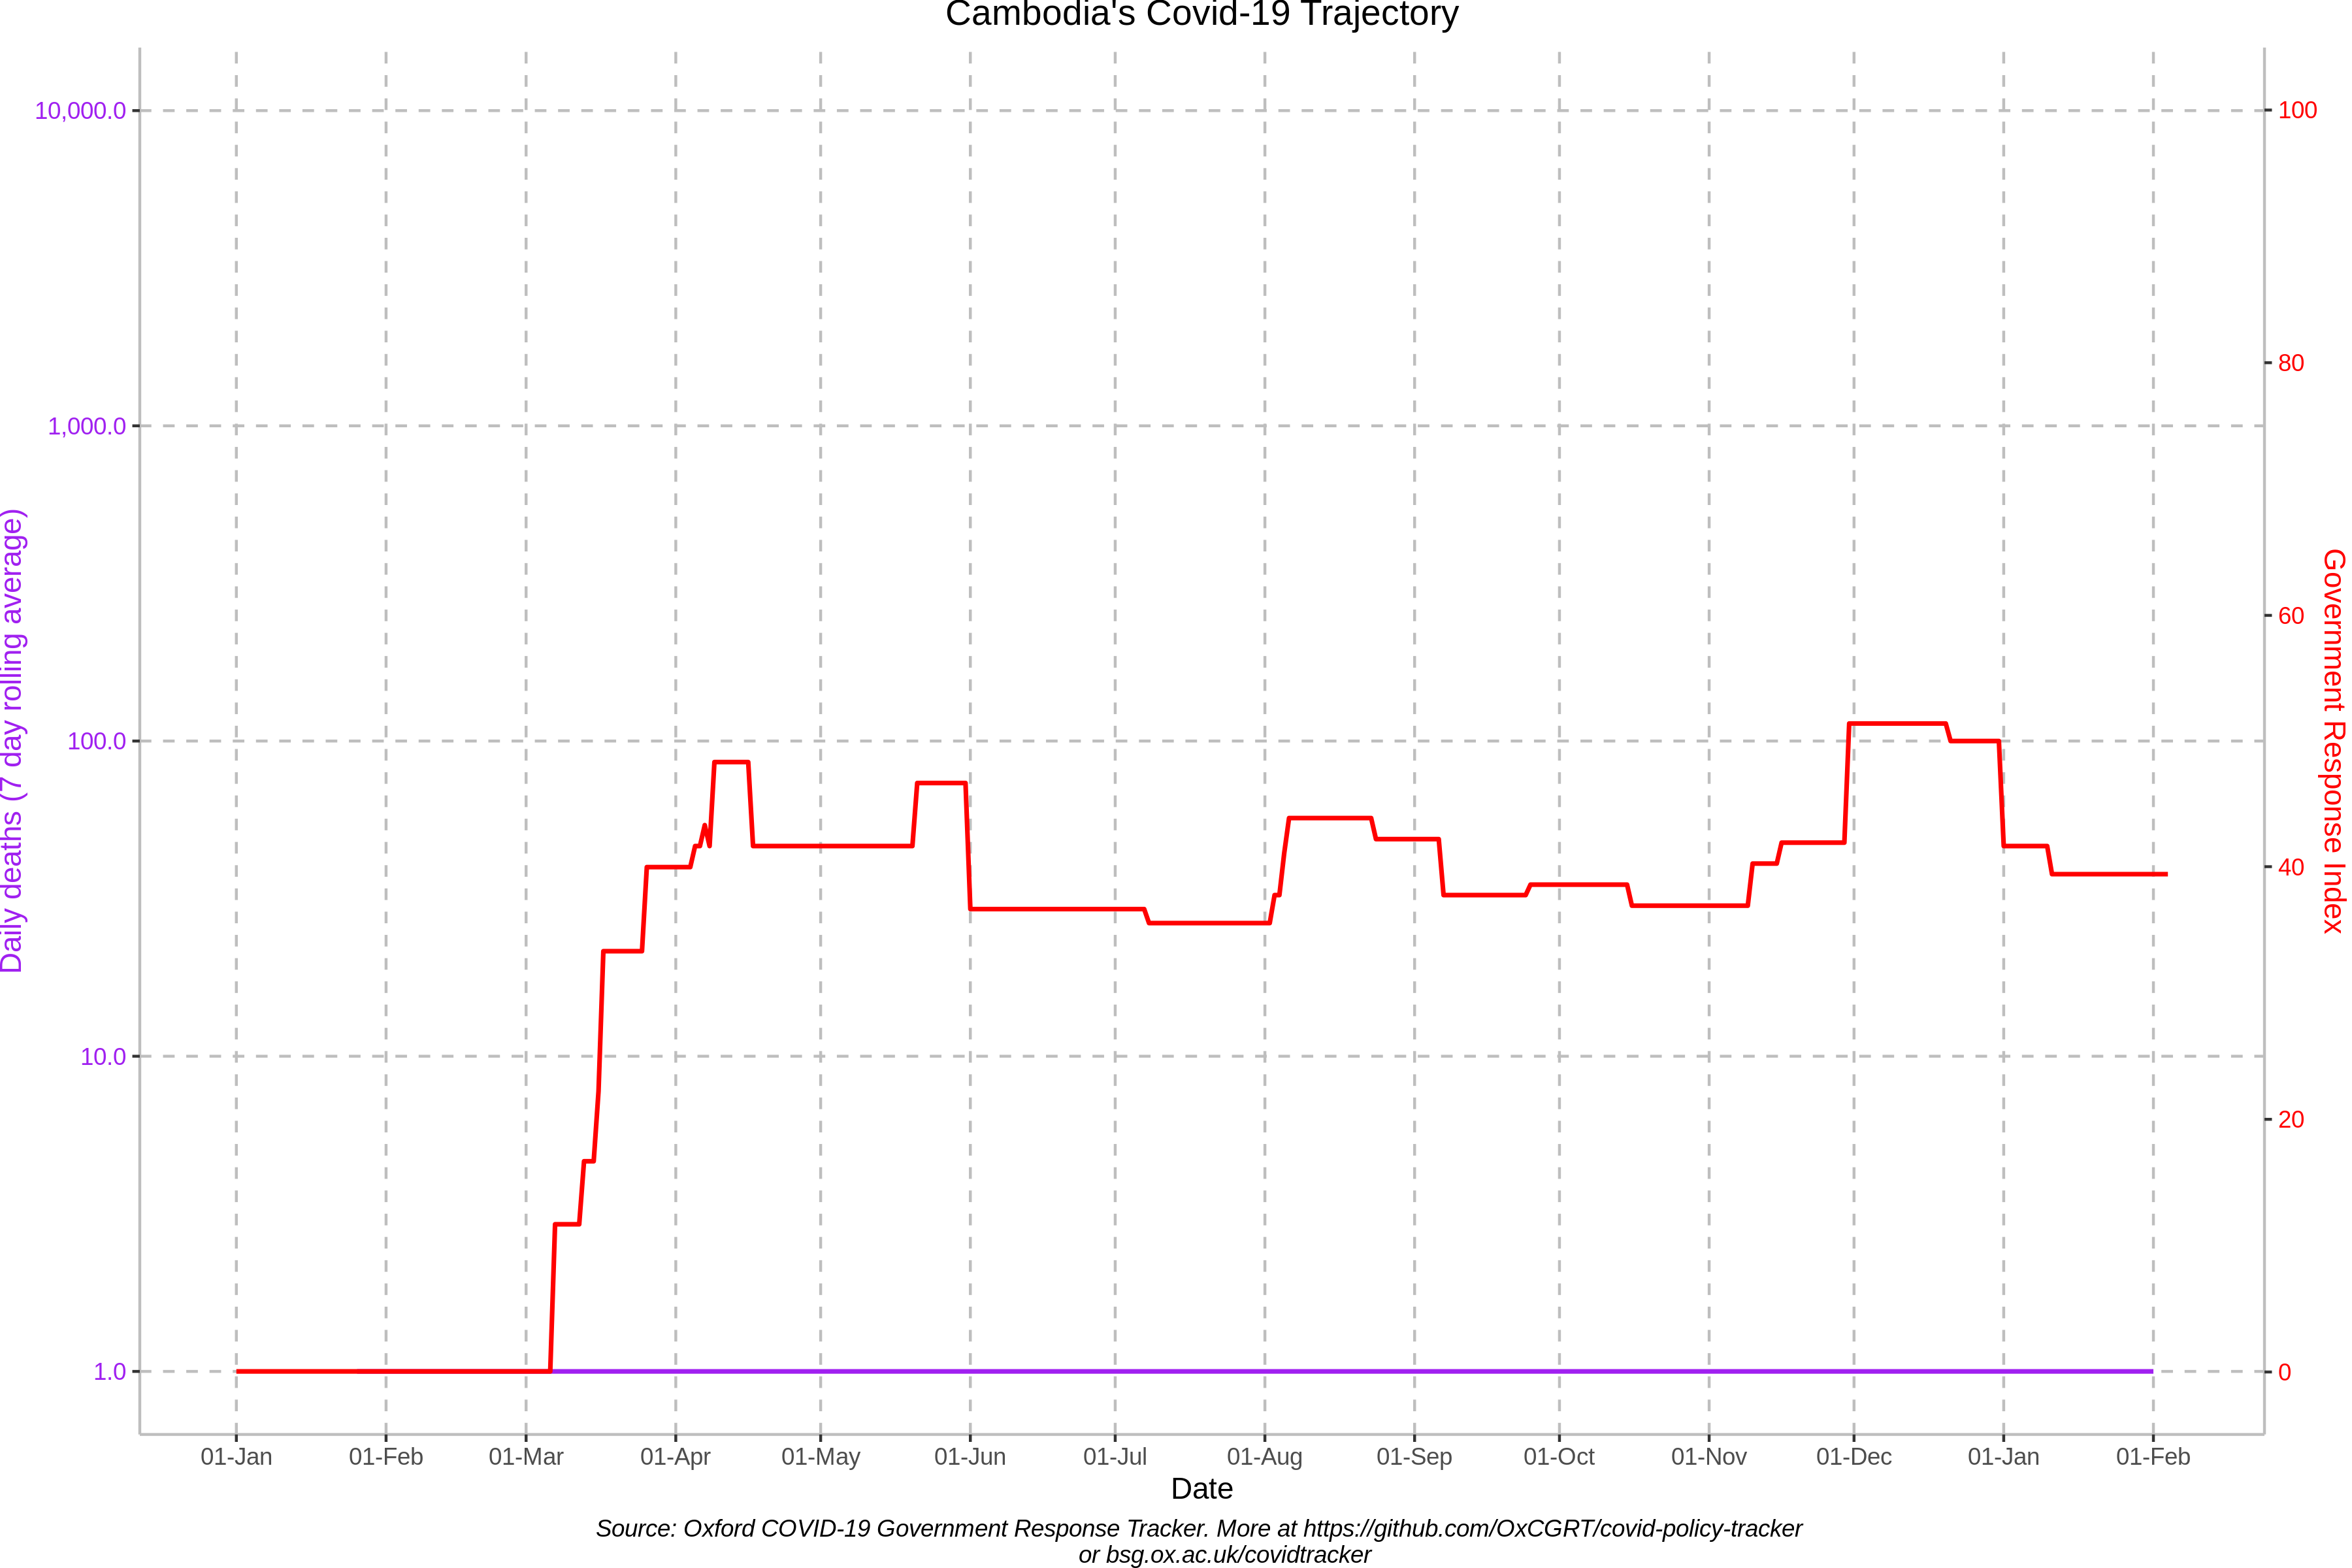 Cambodia's Covid-19 Trajectory
10,000.0
1,000.0
100.0
10.0
1.0
Daily deaths (7 day rolling average)
100
80
60
40
20
0
Government Response Index
01-Jan 01-Feb 01-Mar 01-Apr 01-May 01-Jun 01-Jul 01-Aug 01-Sep 01-Oct 01-Nov 01-Dec 01-Jan 01-Feb
Date
Source: Oxford COVID-19 Government Response Tracker. More at https://github.com/OxCGRT/covid-policy-tracker
or bsg.ox.ac.uk/covidtracker